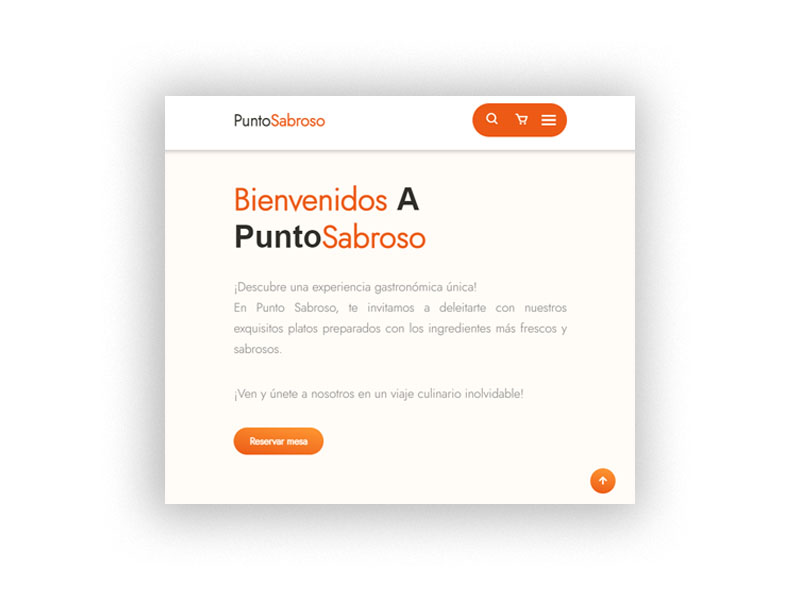 PuntoSabroso
Bienvenidos A
PuntoSabroso
¡Descubre una experiencia gastronómica única!
En Punto Sabroso, te invitamos a deleitarte con nuestros
exquisitos platos preparados con los ingredientes más frescos y
sabrosos.
¡Ven y únete a nosotros en un viaje culinario inolvidable!
Reservar mesa